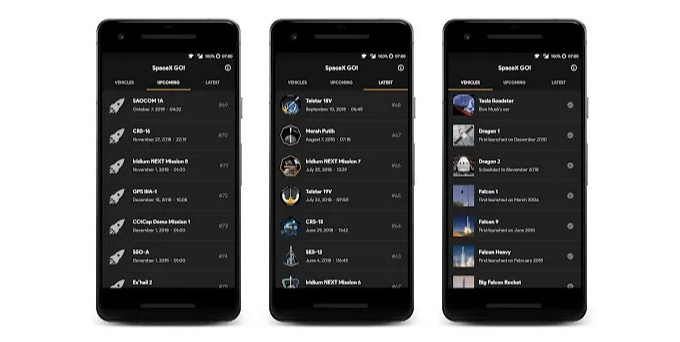 100% 07:00
SpaceX GO!
VEHICLES UPCOMING LATEST
SAOCOM 1A
#69
October X 2018 - 04:22
CRS-16
#70
November 27, 2018 - 22:19
Iridium NEXT Mission 8
#71
November 1, 2018 - 01:00
GPS IIIA-1
#72
December 15, 2018 - 15:08
CCtCap Demo Mission 1
#73
December 1, 2018 - 01:00
SSO-A
#74
December 1, 2018 - 01:00
Es'hail 2
#75
100% 07:00
SpaceX GO!
VEHICLES UPCOMING LATEST
Telstar 18V
#68
September 10, 2018 - 06:45
Merah Putih
#67
August X 2018 - 07:18
Iridium NEXT Mission 7
#66
July 25, 2018 - 13:39
Telstar 19V
#65
July 22, 2018 - 07:50
CRS-15
#64
June 29, 2018 - 11:42
SES-12
#63
June 4, 2018 - 06:45
Iridium NEXT Mission 6
#62
100% 07:00
SpaceX GO!
VEHICLES UPCOMING LATEST
Tesla Roadster
Elon Musk's car
Dragon 1
First launched on December 2010
Dragon 2
Scheduled to November 2018
Falcon 1
First launched on March 2006
Falcon 9
First launched on June 2010
Falcon Heavy
First launched on February 2018
Big Falcon Rocket